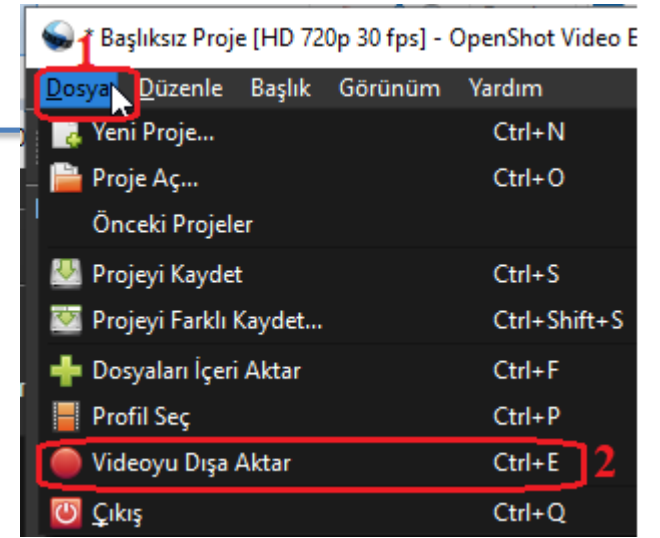 1
* Başlıksız Proje [HD 720p 30 fps] - OpenShot Video E
Dosya Düzenle Başlık Görünüm Yardım
Yeni Proje... Ctrl+N
Proje Aç... Ctrl+O
Önceki Projeler
Projeyi Kaydet Ctrl+S
Projeyi Farklı Kaydet... Ctrl+Shift+S
Dosyaları İçeri Aktar Ctrl+F
Profil Seç Ctrl+P
Videoyu Dışa Aktar Ctrl+E 2
Çıkış Ctrl+Q